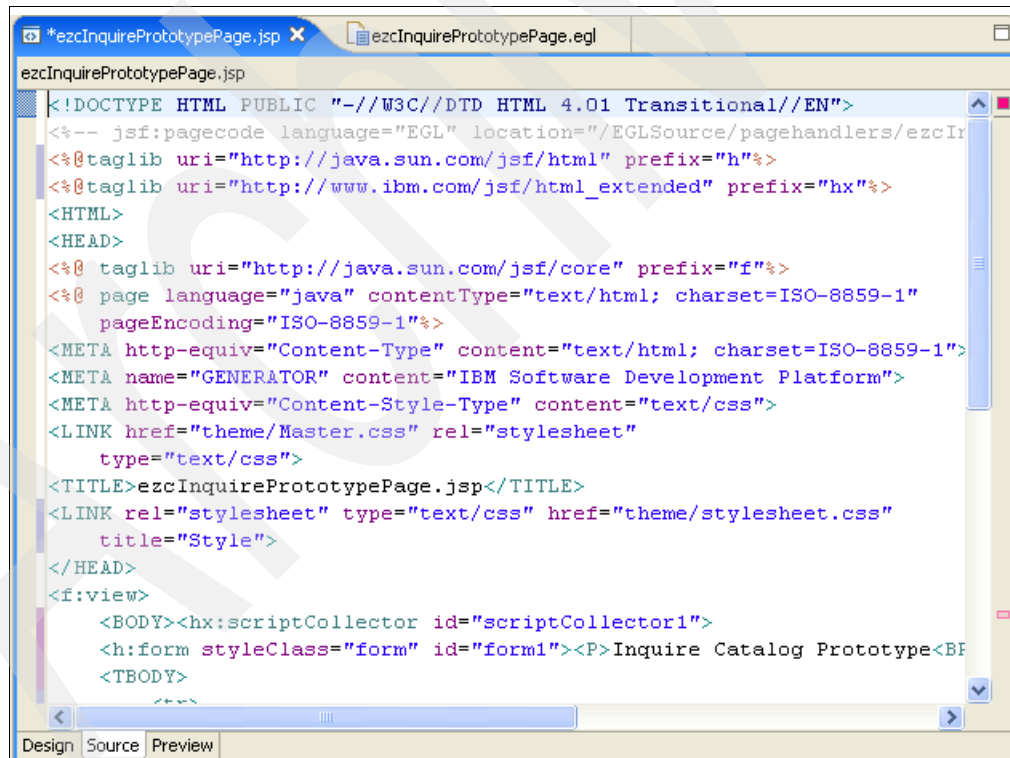 *ezcInquirePrototypePage.jsp ezcInquirePrototypePage.egl
ezcInquirePrototypePage.jsp
<!DOCTYPE HTML PUBLIC "-//W3C//DTD HTML 4.01 Transitional//EN">
<%-- jsf:pagecode language="EGL" location="/EGLSource/pagehandlers/ezcIn
<%@taglib uri="http://java.sun.com/jsf/html" prefix="h"%>
<%@taglib uri="http://www.ibm.com/jsf/html_extended" prefix="hx"%>
<HTML>
<HEAD>
<%@ taglib uri="http://java.sun.com/jsf/core" prefix="f"%>
<%@ page language="java" contentType="text/html; charset=ISO-8859-1"
pageEncoding="ISO-8859-1"%>
<META http-equiv="Content-Type" content="text/html; charset=ISO-8859-1">
<META name="GENERATOR" content="IBM Software Development Platform">
<META http-equiv="Content-Style-Type" content="text/css">
<LINK href="theme/Master.css" rel="stylesheet"
type="text/css">
<TITLE>ezcInquirePrototypePage.jsp</TITLE>
<LINK rel="stylesheet" type="text/css" href="theme/stylesheet.css"
title="Style">
</HEAD>
<f:view>
<BODY><hx:scriptCollector id="scriptCollector1">
<h:form styleClass="form" id="form1"><P>Inquire Catalog Prototype<BR
<TBODY>
<tr>
Design Source Preview